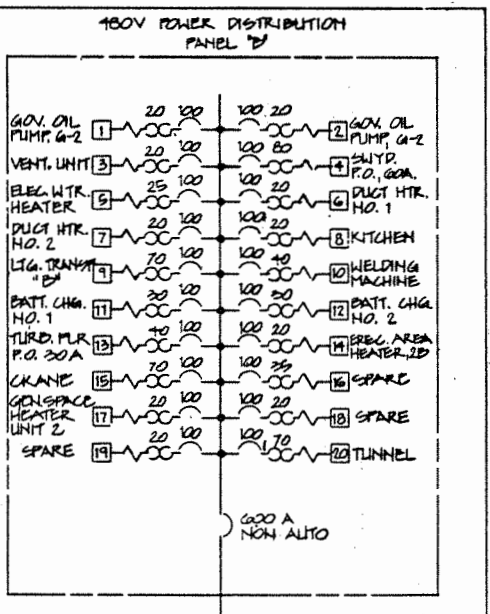 480V POWER DISTRIBUTION
PANEL "B"
GOV. OIL
PUMP. G-2
1
20
100
100
20
2
GOV. OIL
PUMP, G-2
VENT. UNIT
3
20
100
100
80
4
SWYD.
P.O., 60A.
ELEC. WTR.
HEATER
5
25
100
100
20
6
DUCT HTR.
NO. 1
DUCT HTR.
NO. 2
7
20
100
100
20
8
KITCHEN
LTG. TRANSF.
"B"
9
70
100
100
40
10
WELDING
MACHINE
BATT. CHG.
NO. 1
11
30
100
100
30
12
BATT. CHG.
NO. 2
TURB. FLR
P.O. 30A
13
40
100
100
20
14
EREC. AREA
HEATER, 2B
CRANE
15
70
100
100
35
16
SPARE
GEN. SPACE
HEATER
UNIT 2
17
20
100
100
20
18
SPARE
SPARE
19
20
100
100
70
20
TUNNEL
600 A
NON AUTO